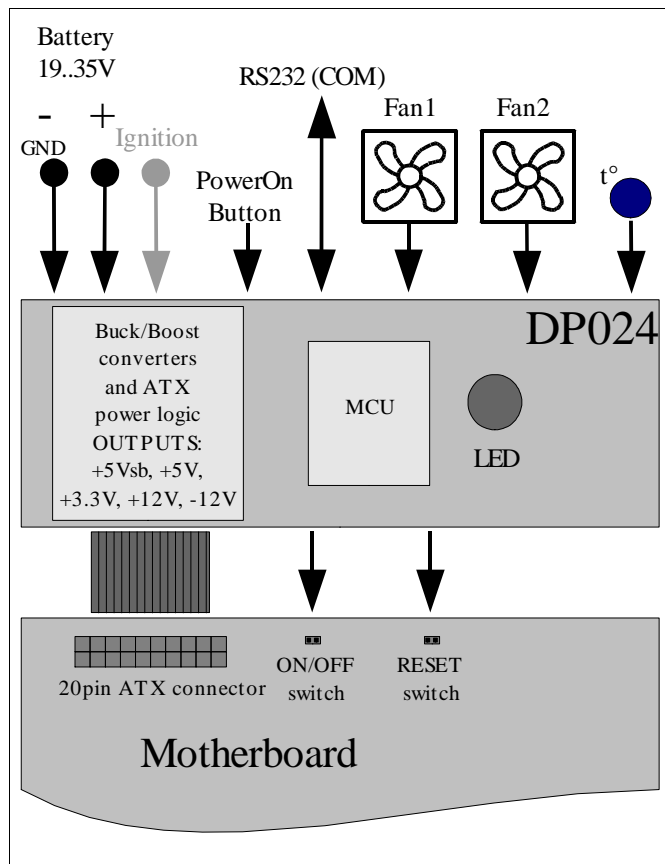 Battery
19..35V
- +
GND
Ignition
PowerOn
Button
RS232 (COM)
Fan1
Fan2
t°
DP024
Buck/Boost
converters
and ATX
power logic
OUTPUTS:
+5Vsb, +5V,
+3.3V, +12V, -12V
MCU
LED
20pin ATX connector
ON/OFF
switch
RESET
switch
Motherboard